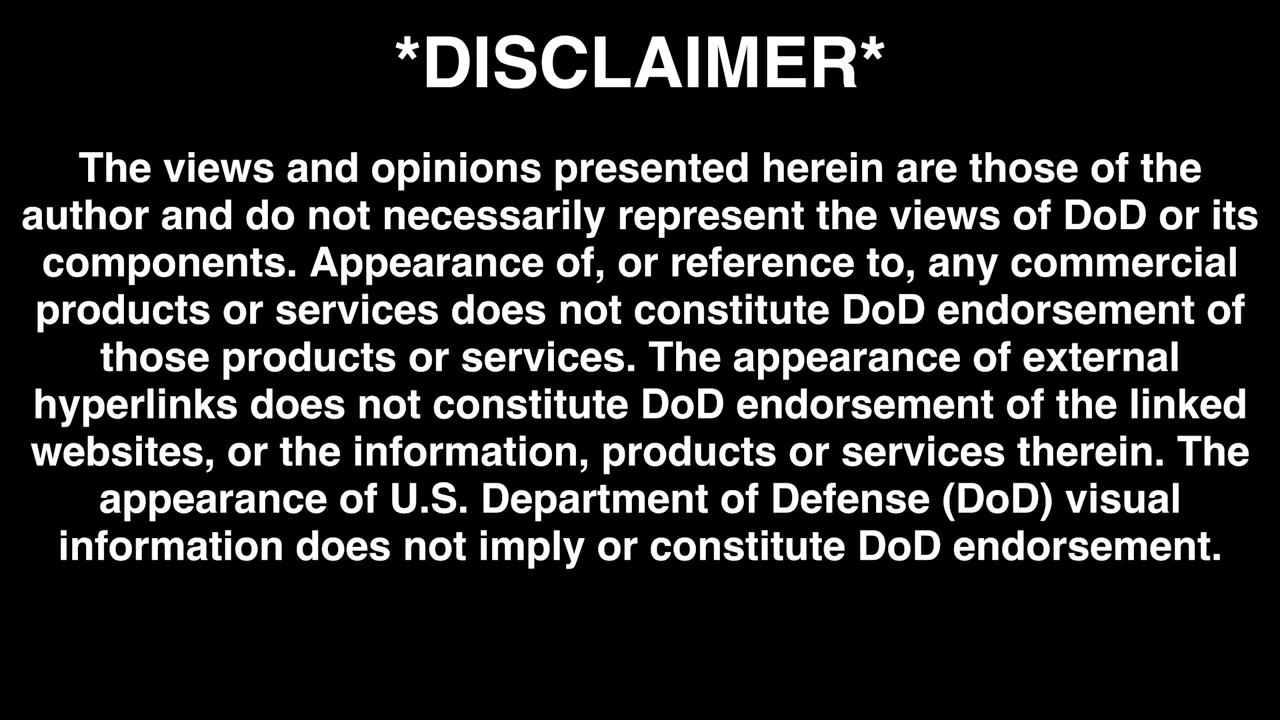 *DISCLAIMER*
The views and opinions presented herein are those of the
author and do not necessarily represent the views of DoD or its
components. Appearance of, or reference to, any commercial
products or services does not constitute DoD endorsement of
those products or services. The appearance of external
hyperlinks does not constitute DoD endorsement of the linked
websites, or the information, products or services therein. The
appearance of U.S. Department of Defense (DoD) visual
information does not imply or constitute DoD endorsement.